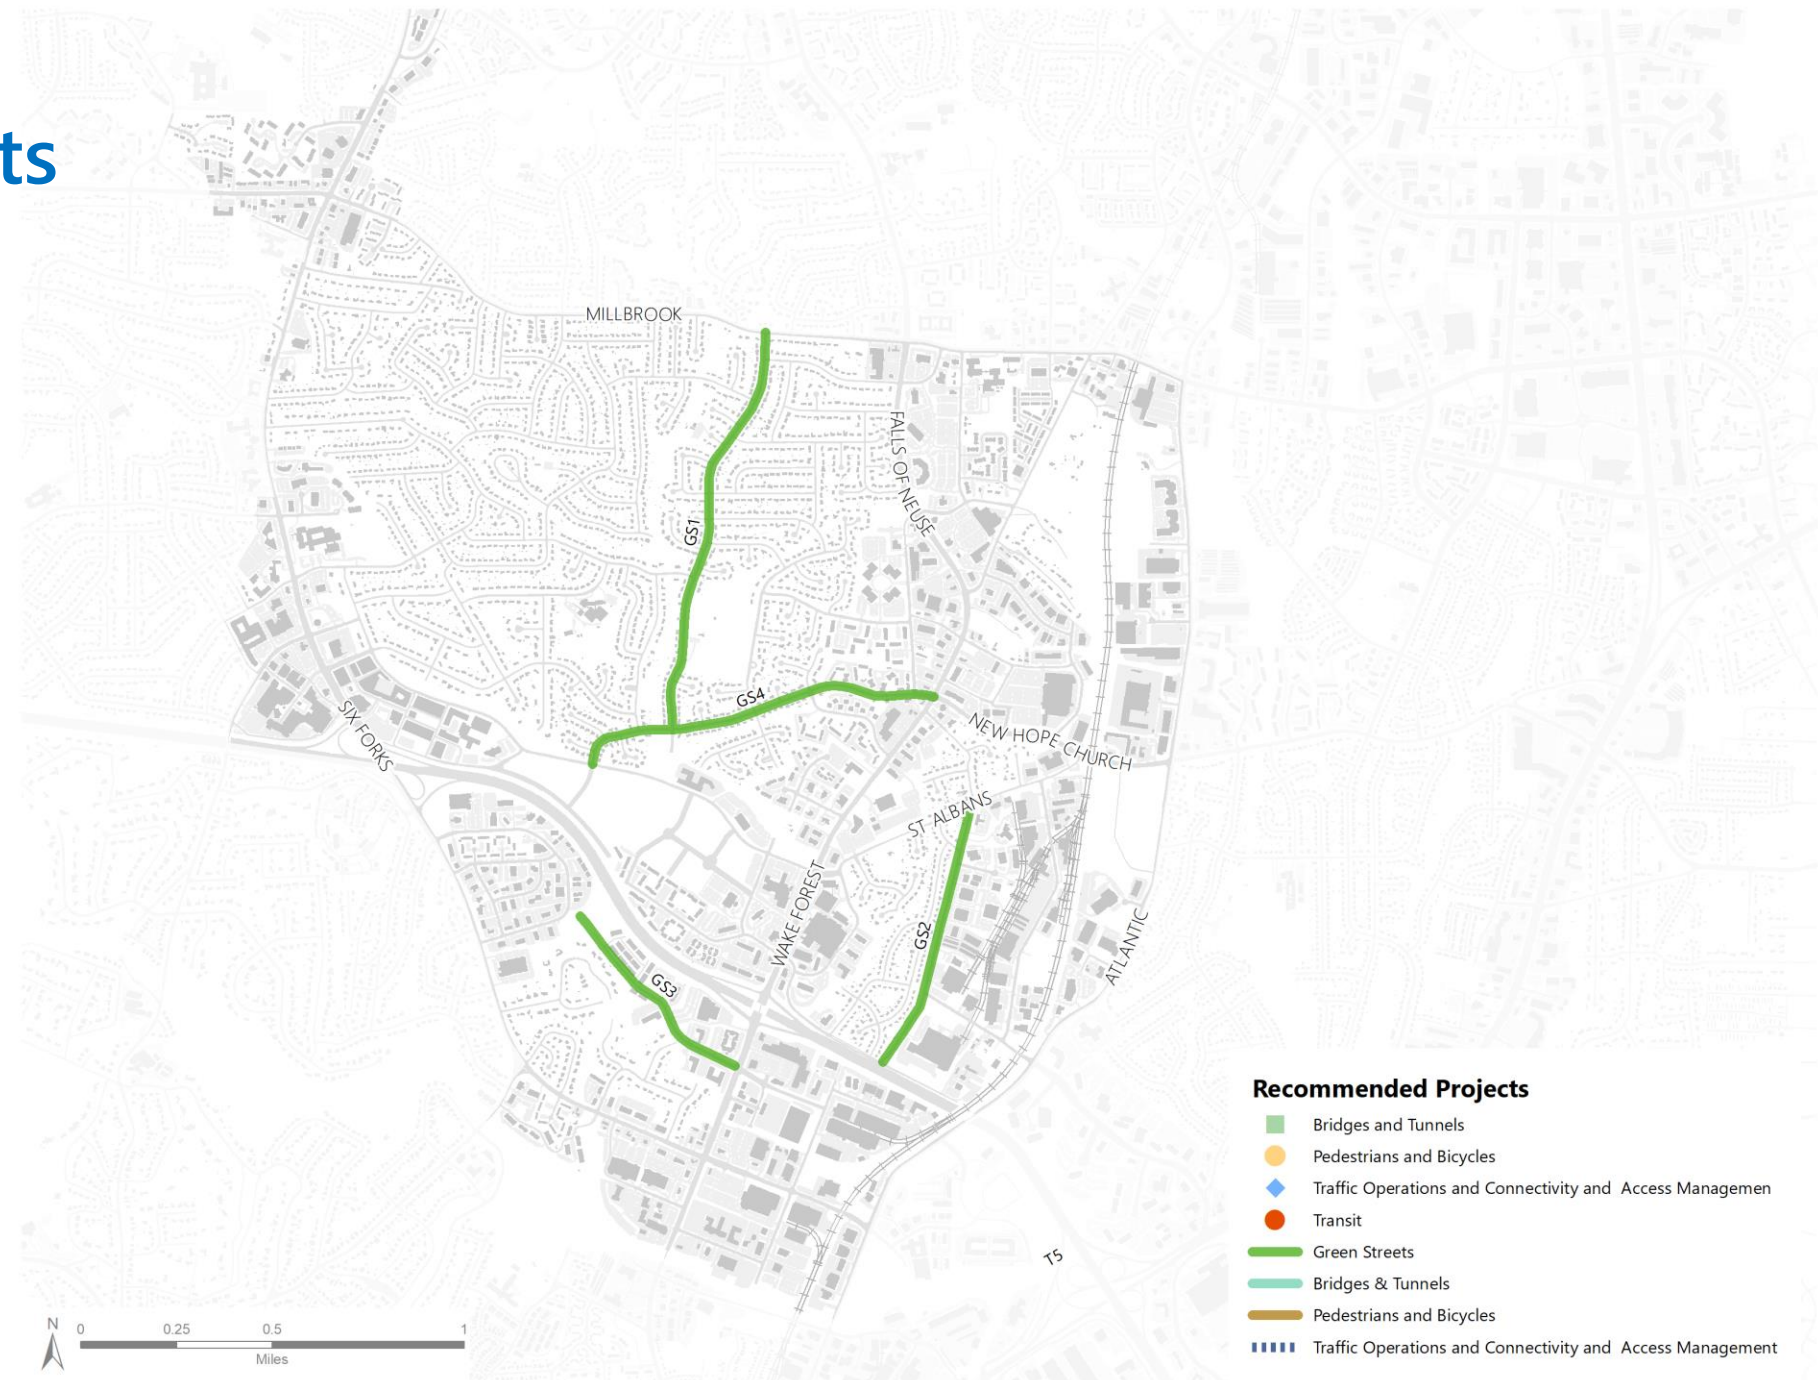 ts
MILLBROOK
FALLS OF NEUSE
GS1
GS4
SIX FORKS
NEW HOPE CHURCH
ST ALBANS
WAKE FOREST
GS2
ATLANTIC
GS3
T5
Recommended Projects
Bridges and Tunnels
Pedestrians and Bicycles
Traffic Operations and Connectivity and Access Managemen
Transit
Green Streets
Bridges & Tunnels
Pedestrians and Bicycles
Traffic Operations and Connectivity and Access Management
N
0 0.25 0.5 1
Miles